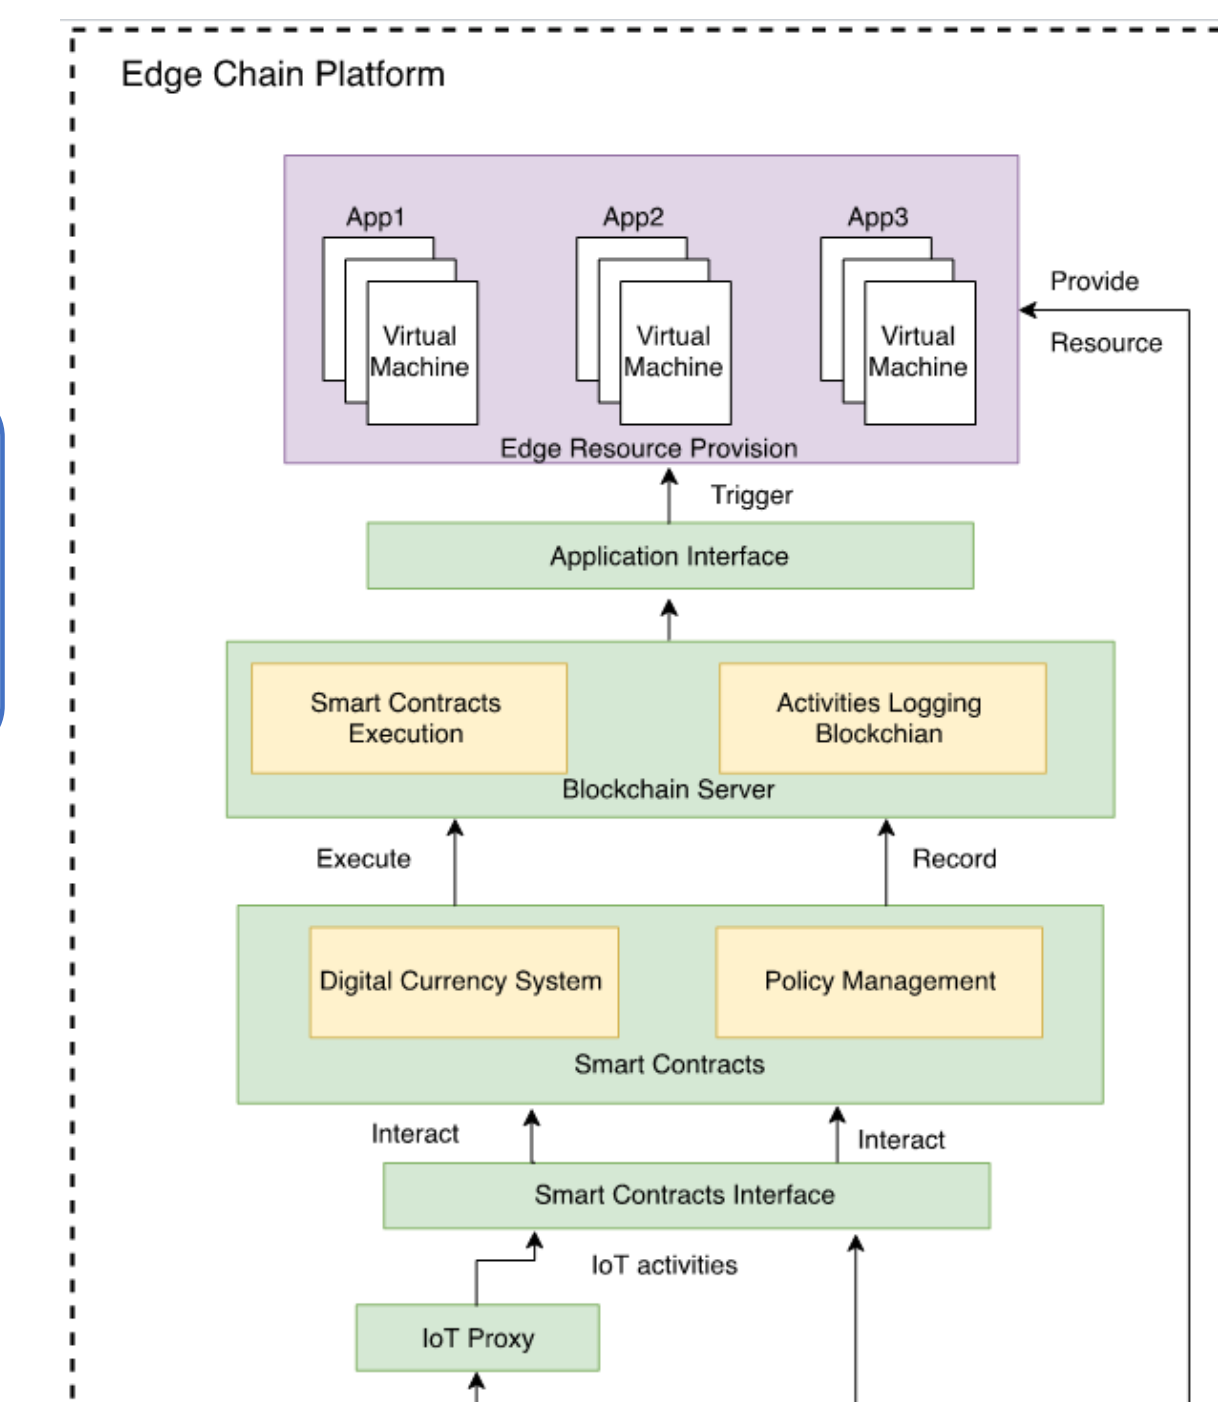 Edge Chain Platform
App1
App2
App3
Virtual
Machine
Virtual
Machine
Virtual
Machine
Provide
Resource
Edge Resource Provision
Trigger
Application Interface
Smart Contracts
Execution
Activities Logging
Blockchian
Blockchain Server
Execute
Record
Digital Currency System
Policy Management
Smart Contracts
Interact
Interact
Smart Contracts Interface
IoT activities
IoT Proxy